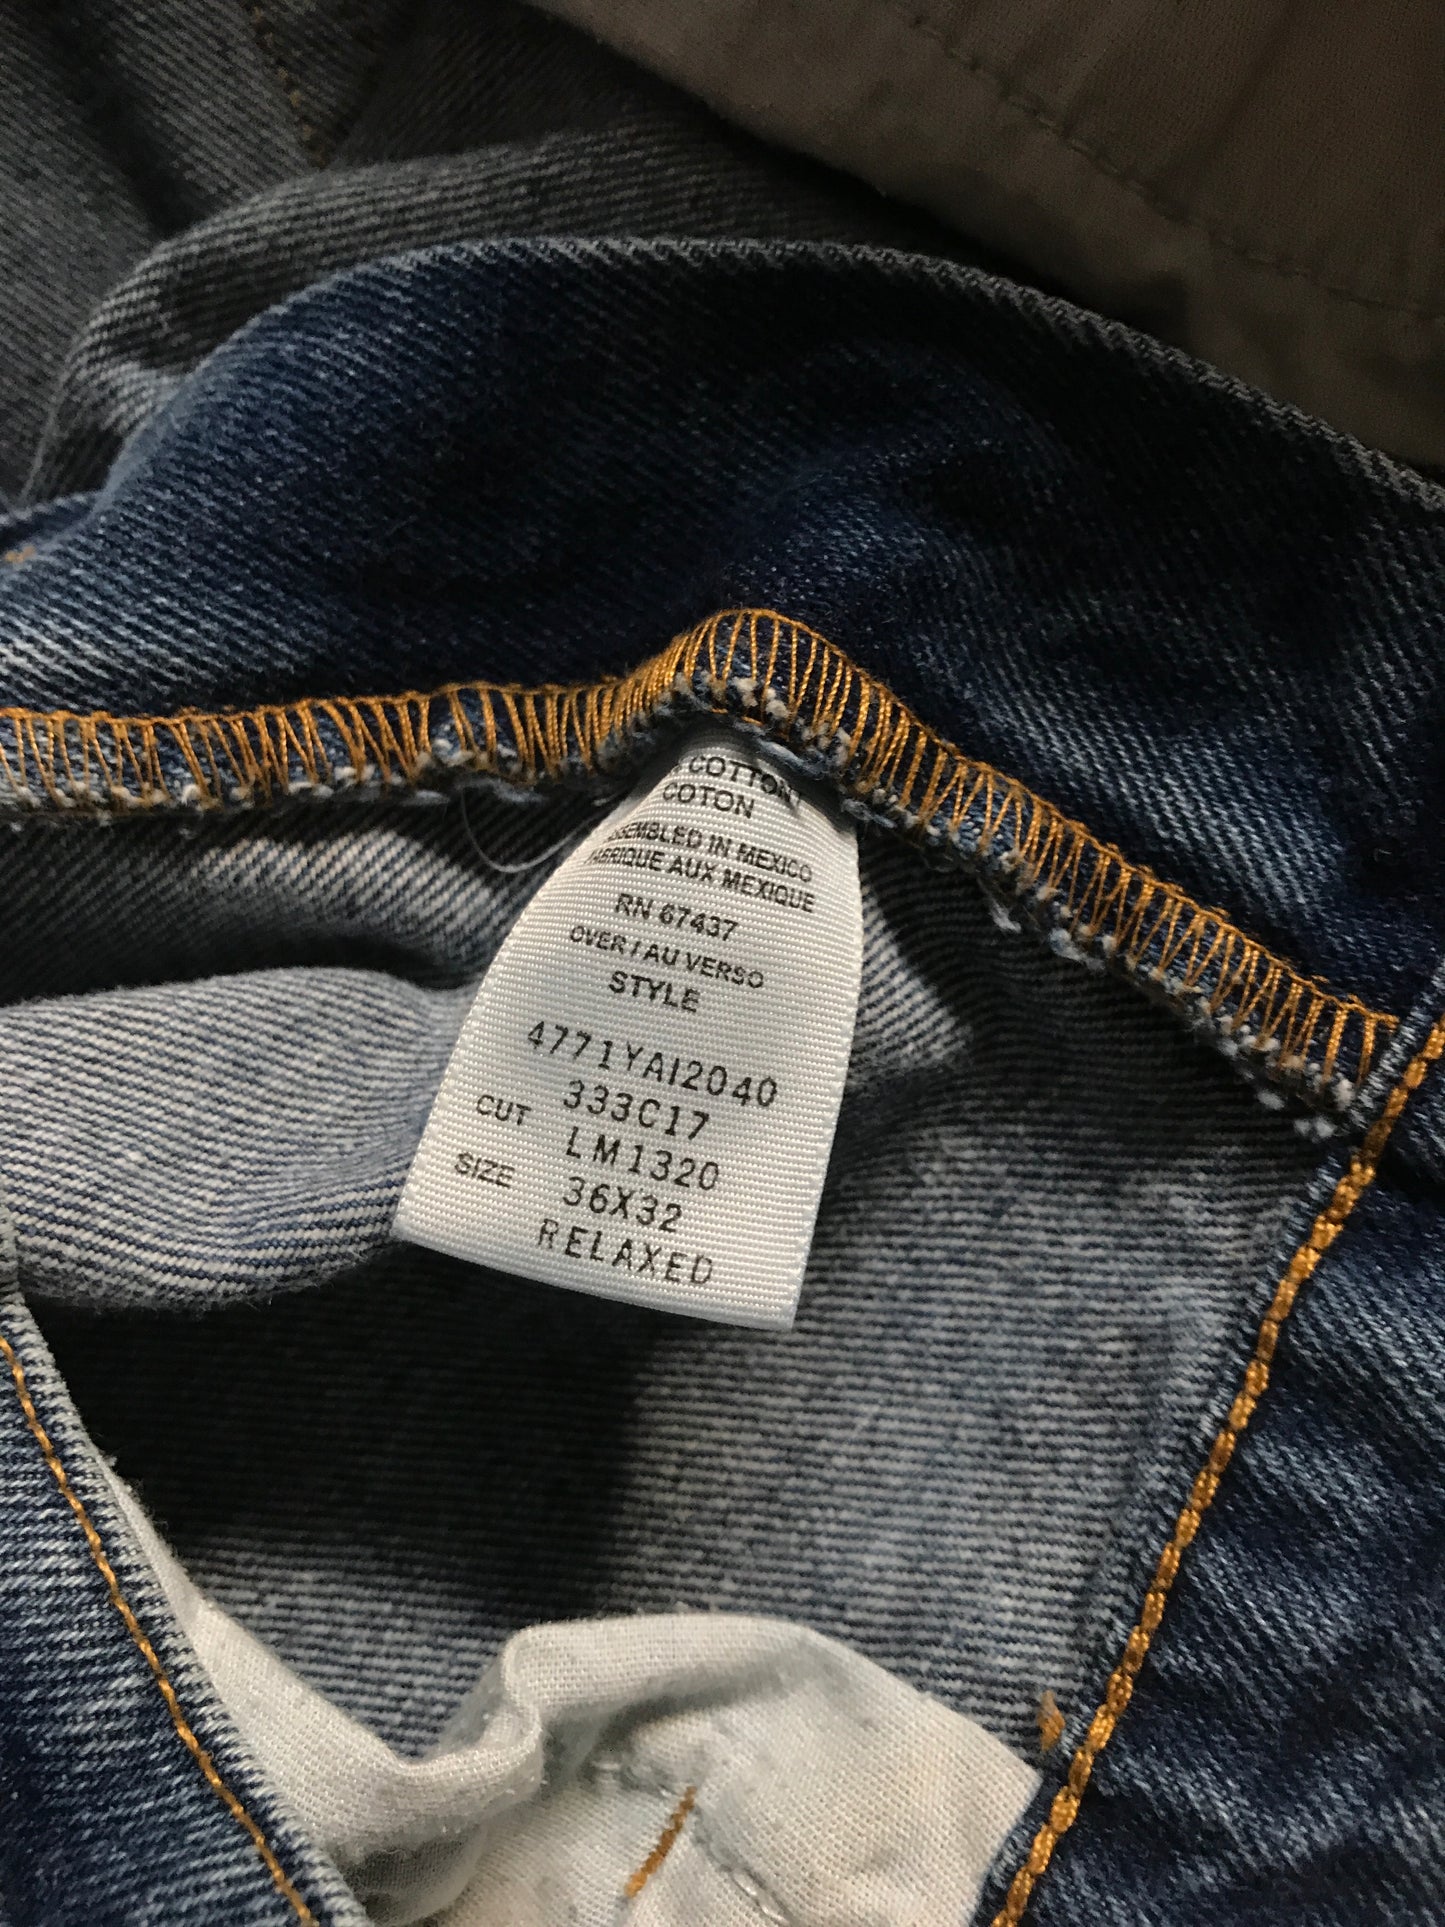 COTTON
COTON
ASSEMBLED IN MEXICO
FABRIQUE AUX MEXIQUE
RN 67437
OVER / AU VERSO
STYLE
4771YAI2040
333C17
CUT LM1320
SIZE 36X32
RELAXED